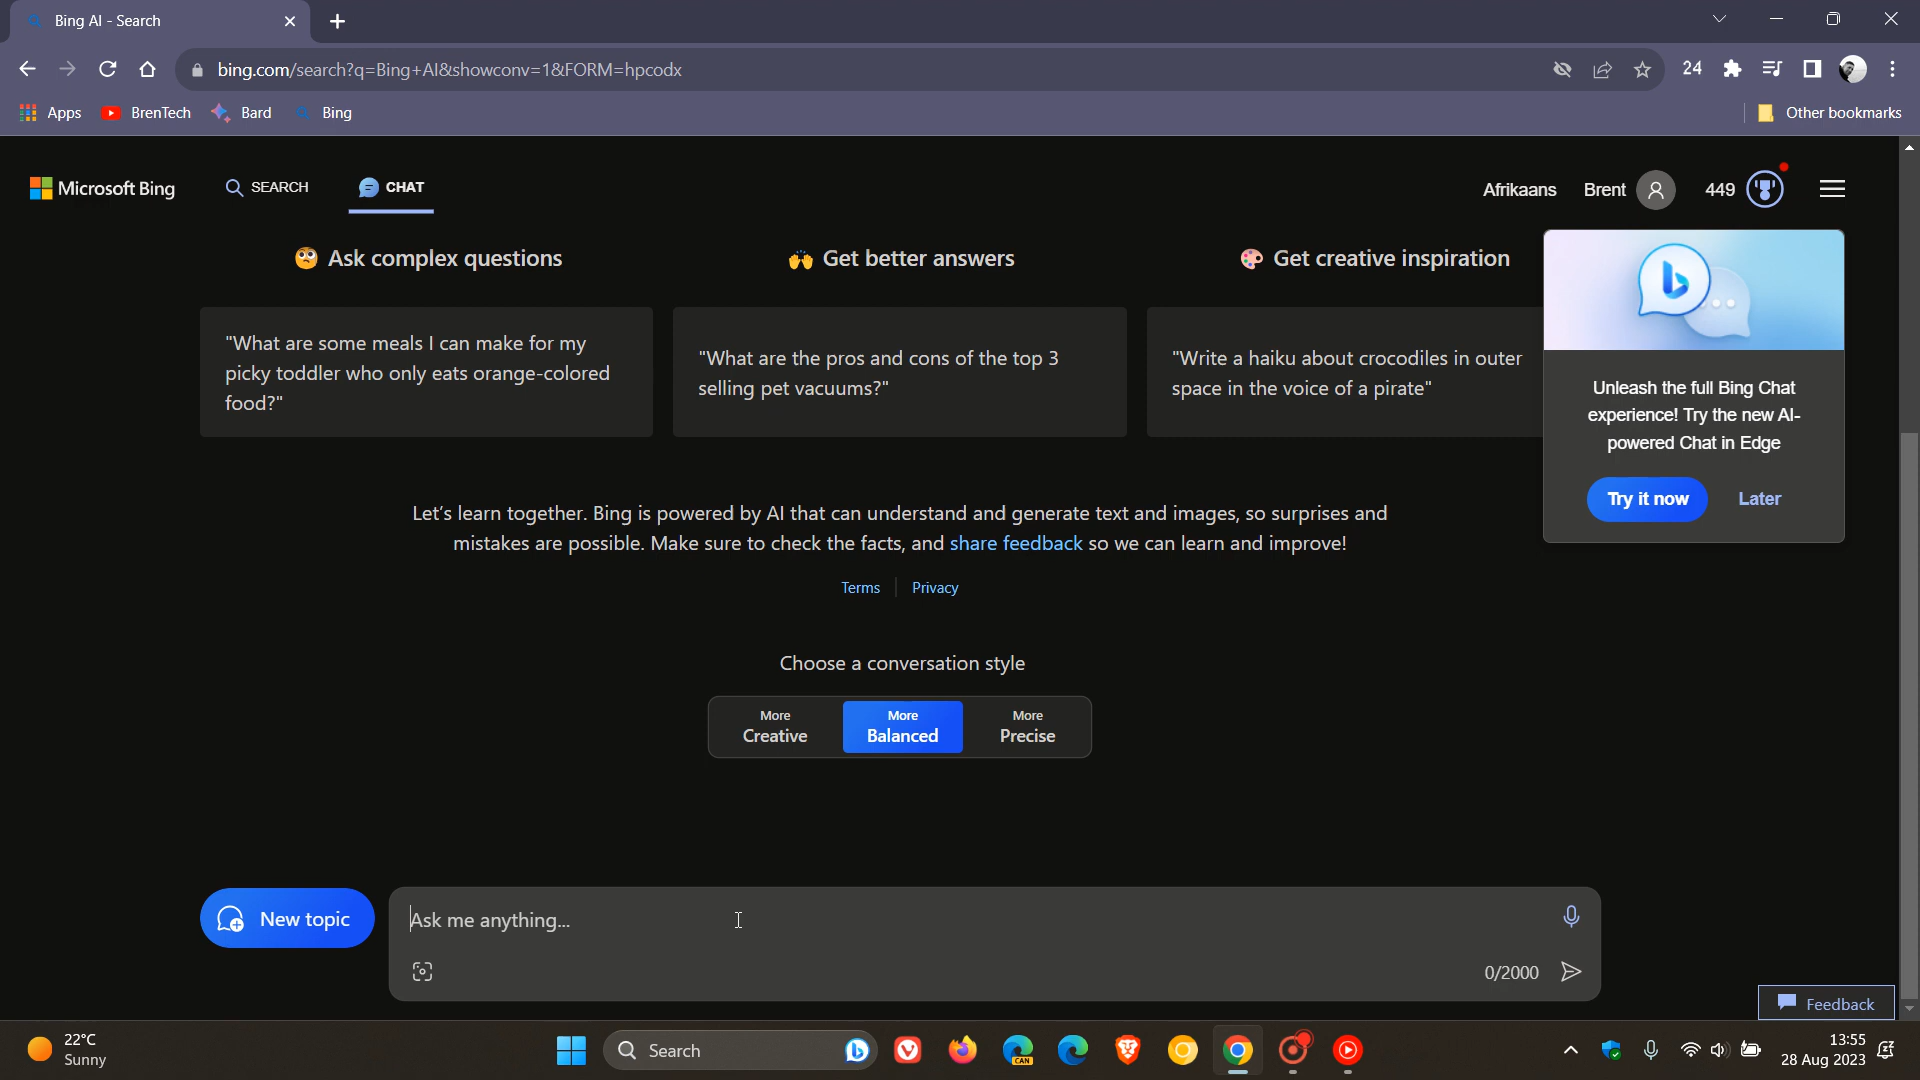 Bing AI - Search
bing.com/search?q=Bing+AI&showconv=1&FORM=hpcodx
24
Apps BrenTech Bard Bing Other bookmarks
Microsoft Bing SEARCH CHAT Afrikaans Brent 449
🧐 Ask complex questions
🙌 Get better answers
🎨 Get creative inspiration
"What are some meals I can make for my
picky toddler who only eats orange-colored
food?"
"What are the pros and cons of the top 3
selling pet vacuums?"
"Write a haiku about crocodiles in outer
space in the voice of a pirate"
Unleash the full Bing Chat
experience! Try the new AI-
powered Chat in Edge
Try it now Later
Let's learn together. Bing is powered by AI that can understand and generate text and images, so surprises and
mistakes are possible. Make sure to check the facts, and share feedback so we can learn and improve!
Terms Privacy
Choose a conversation style
More
Creative
More
Balanced
More
Precise
New topic
Ask me anything...
0/2000
Feedback
22°C
Sunny
Search
CAN
13:55
28 Aug 2023